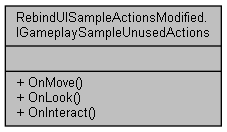 RebindUISampleActionsModified.
IGameplaySampleUnusedActions
+ OnMove()
+ OnLook()
+ OnInteract()